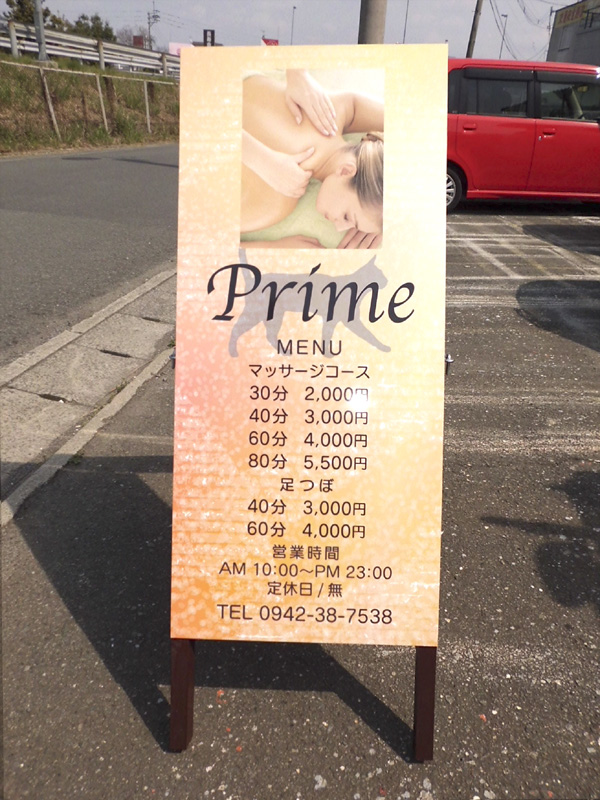 Prime
MENU
マッサージコース
30分 2,000円
40分 3,000円
60分 4,000円
80分 5,500円
足つぼ
40分 3,000円
60分 4,000円
営業時間
AM 10:00～PM 23:00
定休日/無
TEL 0942-38-7538